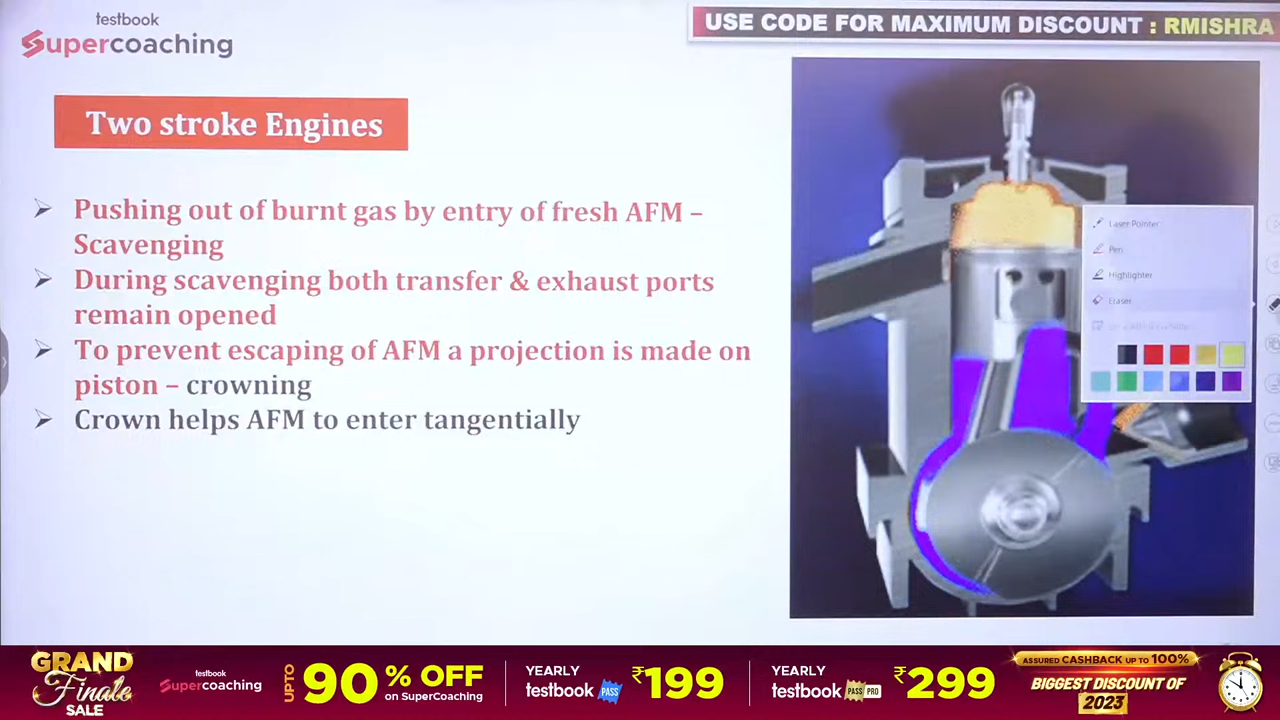 testbook
Supercoaching
USE CODE FOR MAXIMUM DISCOUNT : RMISHRA
Two stroke Engines
Pushing out of burnt gas by entry of fresh AFM –
Scavenging
During scavenging both transfer & exhaust ports
remain opened
To prevent escaping of AFM a projection is made on
piston – crowning
Crown helps AFM to enter tangentially
Laser Pointer
Pen
Highlighter
Eraser
GRAND
Finale
SALE
testbook
Supercoaching
UPTO
90% OFF
on SuperCoaching
YEARLY
testbook PASS
₹199
YEARLY
testbook PASS PRO
₹299
ASSURED CASHBACK UP TO 100%
BIGGEST DISCOUNT OF
2023